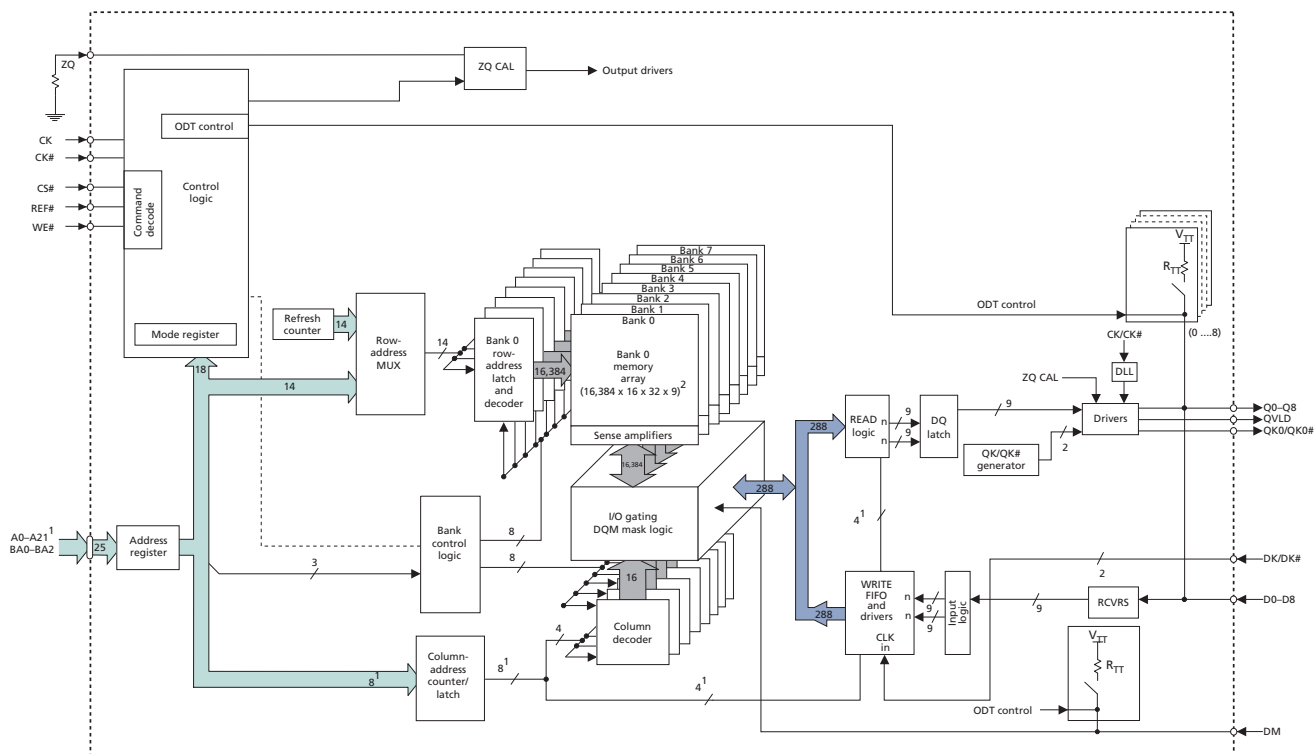 ZQ
ZQ CAL
Output drivers
ODT control
CK
CK#
CS#
REF#
WE#
Command
decode
Control
logic
Mode register
Refresh
counter
14
Row-
address
MUX
14
Bank 0
row-
address
latch
and
decoder
16,384
Bank 7
Bank 6
Bank 5
Bank 4
Bank 3
Bank 2
Bank 1
Bank 0
Bank 0
memory
array
(16,384 x 16 x 32 x 9)²
Sense amplifiers
16,384
18
14
ODT control
VTT
RTT
(0 ....8)
CK/CK#
DLL
ZQ CAL
Drivers
Q0–Q8
QVLD
QK0/QK0#
READ
logic
n
n
9
9
DQ
latch
9
QK/QK#
generator
2
288
288
288
I/O gating
DQM mask logic
A0–A21¹
BA0–BA2
25
Address
register
3
Bank
control
logic
8
8
16
Column
decoder
4
4¹
WRITE
FIFO
and
drivers
CLK
in
n
n
9
9
Input
logic
9
RCVRS
2
DK/DK#
D0–D8
8¹
Column-
address
counter/
latch
8¹
4¹
VTT
RTT
ODT control
DM